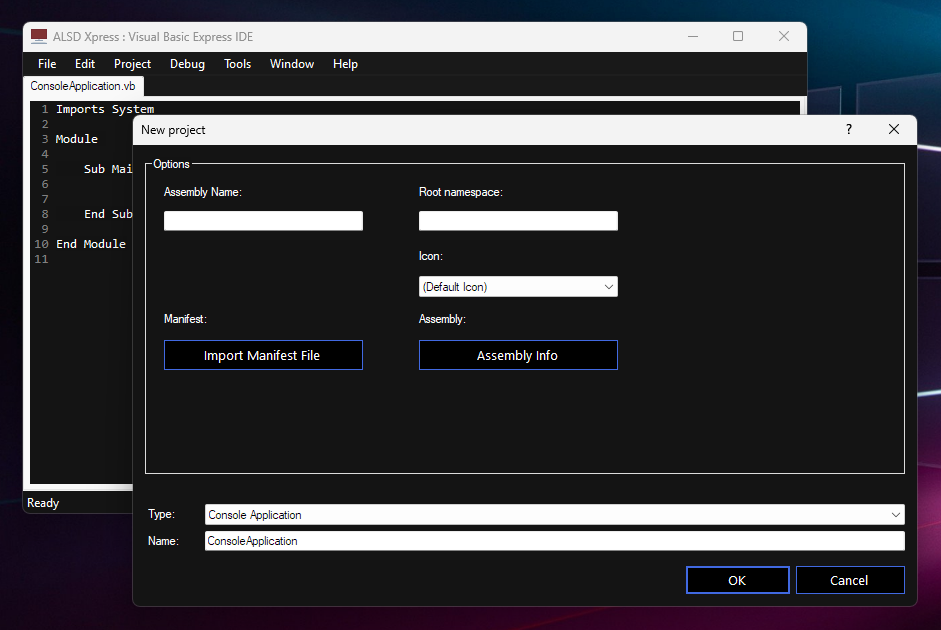 ALSD Xpress : Visual Basic Express IDE
File Edit Project Debug Tools Window Help
ConsoleApplication.vb
1 Imports System
2
3 Module
4
5 Sub Mai
6
7
8 End Sub
9
10 End Module
11
Ready
New project
?
Options
Assembly Name: Root namespace:
Icon:
(Default Icon)
Manifest: Assembly:
Import Manifest File Assembly Info
Type: Console Application
Name: ConsoleApplication
OK Cancel